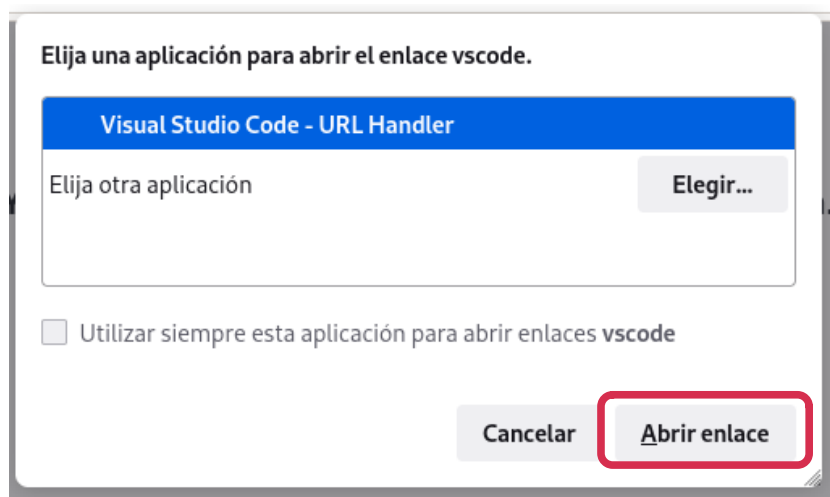 Elija una aplicación para abrir el enlace vscode.
Visual Studio Code - URL Handler
Elija otra aplicación
Elegir...
Utilizar siempre esta aplicación para abrir enlaces vscode
Cancelar
Abrir enlace